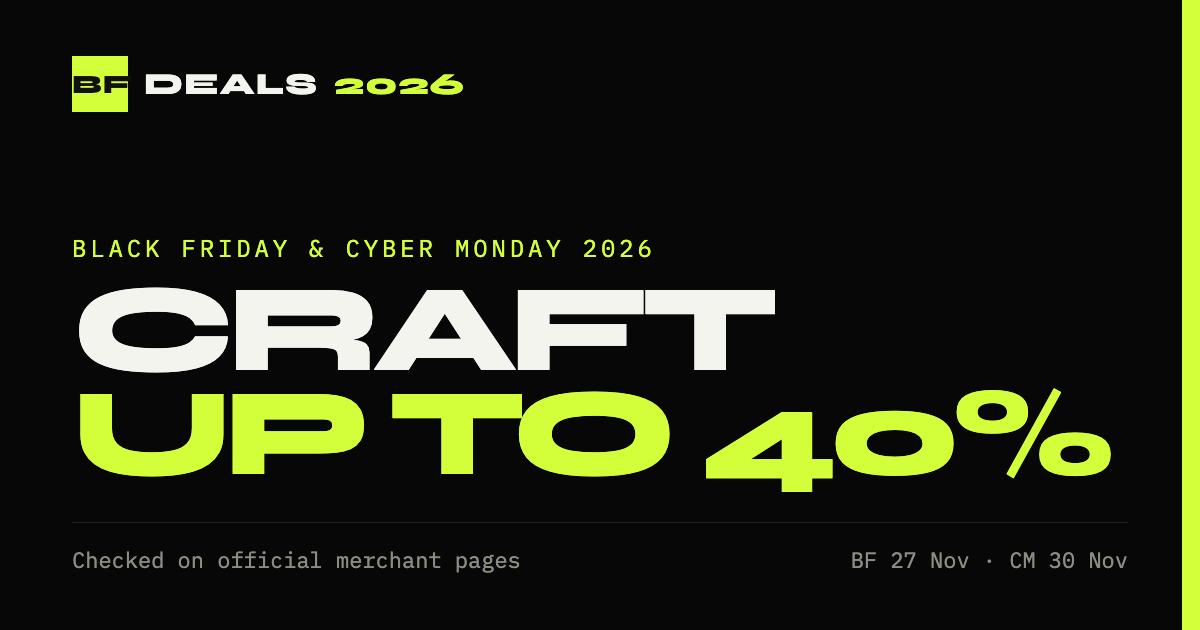 BF DEALS 2026
BLACK FRIDAY & CYBER MONDAY 2026
CRAFT
UP TO 40%
Checked on official merchant pages
BF 27 Nov · CM 30 Nov